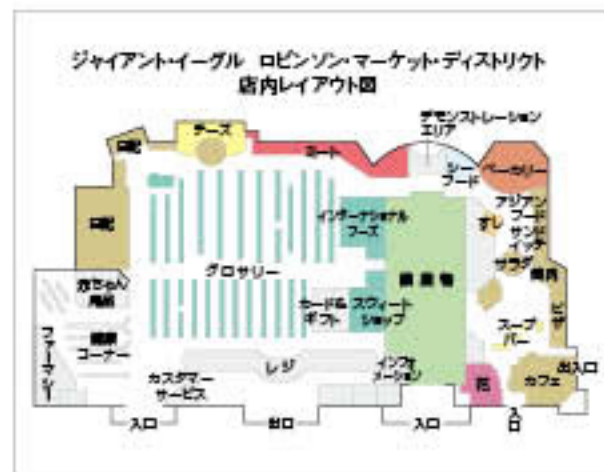 ジャイアント・イーグル ロビンソン・マーケット・ディストリクト
店内レイアウト図
デモンストレーション
エリア
チーズ
日配
ミート
シー
フード
ベーカリー
アジアン
フード
すし
サンド
イッチ
サラダ
日配
インターナショナル
フーズ
グロサリー
赤ちゃん
用品
カード&
ギフト
スウィート
ショップ
ピザ
健康
コーナー
スープ
バー
ファーマシー
レジ
インフォ
メーション
カスタマー
サービス
花
カフェ
出入口
入口
出口
入口
入口